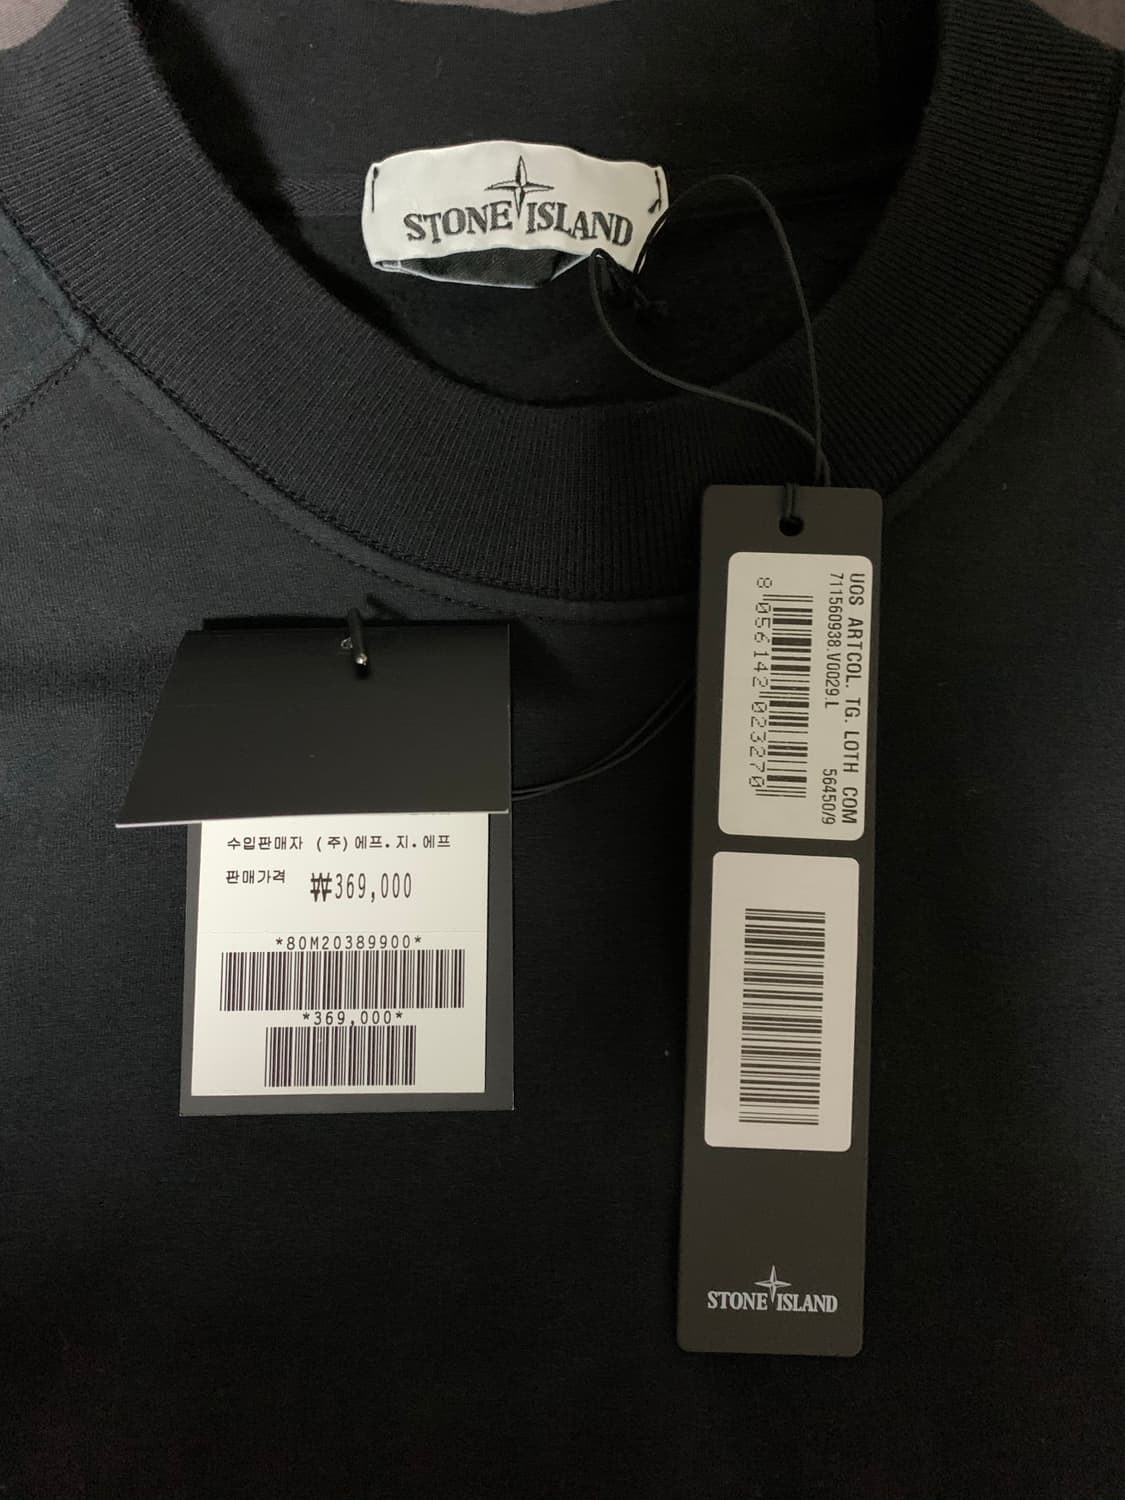 STONE ISLAND
수입판매자 (주)에프.지.에프
판매가격 ₩369,000
*80M20389900*
*369,000*
UOS ARTCOL. TG. LOTH COM
711560938.V0029.L 56450/9
8 056142 023270
STONE ISLAND